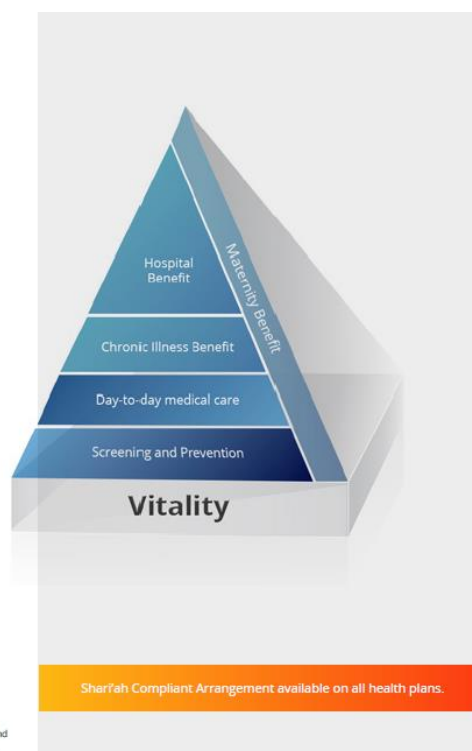 Hospital
Benefit
Maternity Benefit
Chronic Illness Benefit
Day-to-day medical care
Screening and Prevention
Vitality
Shari'ah Compliant Arrangement available on all health plans.